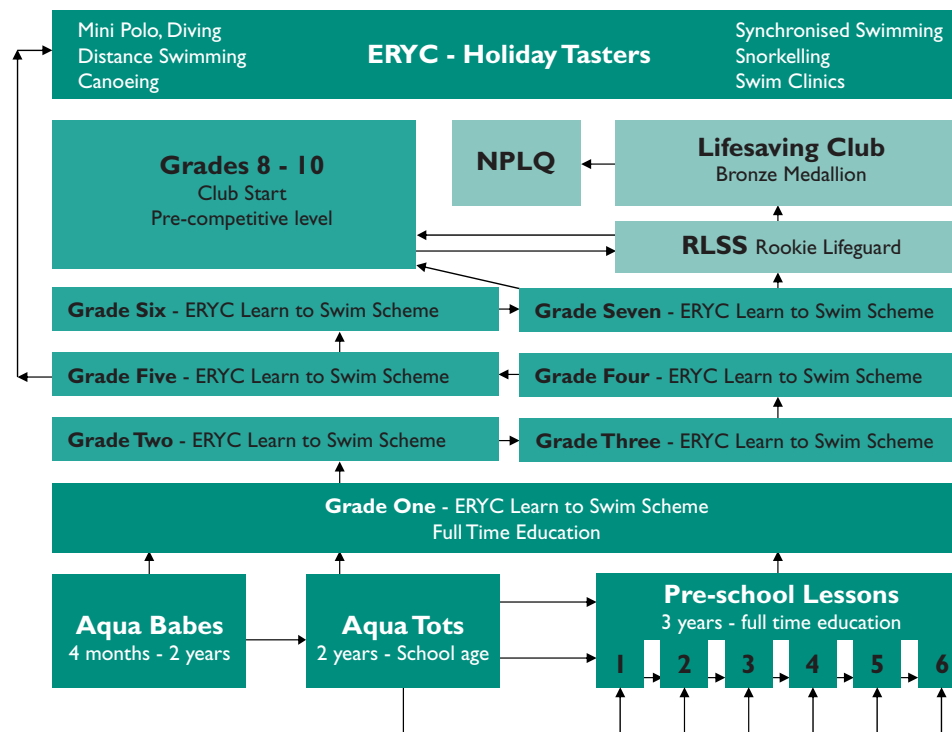 Mini Polo, Diving
Distance Swimming
Canoeing
ERYC - Holiday Tasters
Synchronised Swimming
Snorkelling
Swim Clinics
Grades 8 - 10
Club Start
Pre-competitive level
NPLQ
Lifesaving Club
Bronze Medallion
RLSS Rookie Lifeguard
Grade Six - ERYC Learn to Swim Scheme
Grade Seven - ERYC Learn to Swim Scheme
Grade Five - ERYC Learn to Swim Scheme
Grade Four - ERYC Learn to Swim Scheme
Grade Two - ERYC Learn to Swim Scheme
Grade Three - ERYC Learn to Swim Scheme
Grade One - ERYC Learn to Swim Scheme
Full Time Education
Aqua Babes
4 months - 2 years
Aqua Tots
2 years - School age
Pre-school Lessons
3 years - full time education
1 2 3 4 5 6